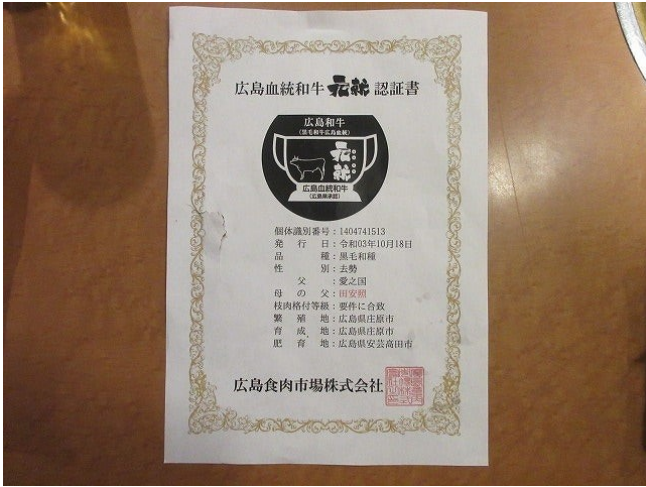 広島血統和牛 元就 認証書
広島和牛
(黒毛和牛広島血統)
元就
広島血統和牛
(広島県承認)
個体識別番号：1404741513
発行日：令和03年10月18日
品種：黒毛和種
性別：去勢
父：愛之国
母の父：田安照
枝肉格付等級：要件に合致
繁殖地：広島県庄原市
育成地：広島県庄原市
肥育地：広島県安芸高田市
広島食肉市場株式会社